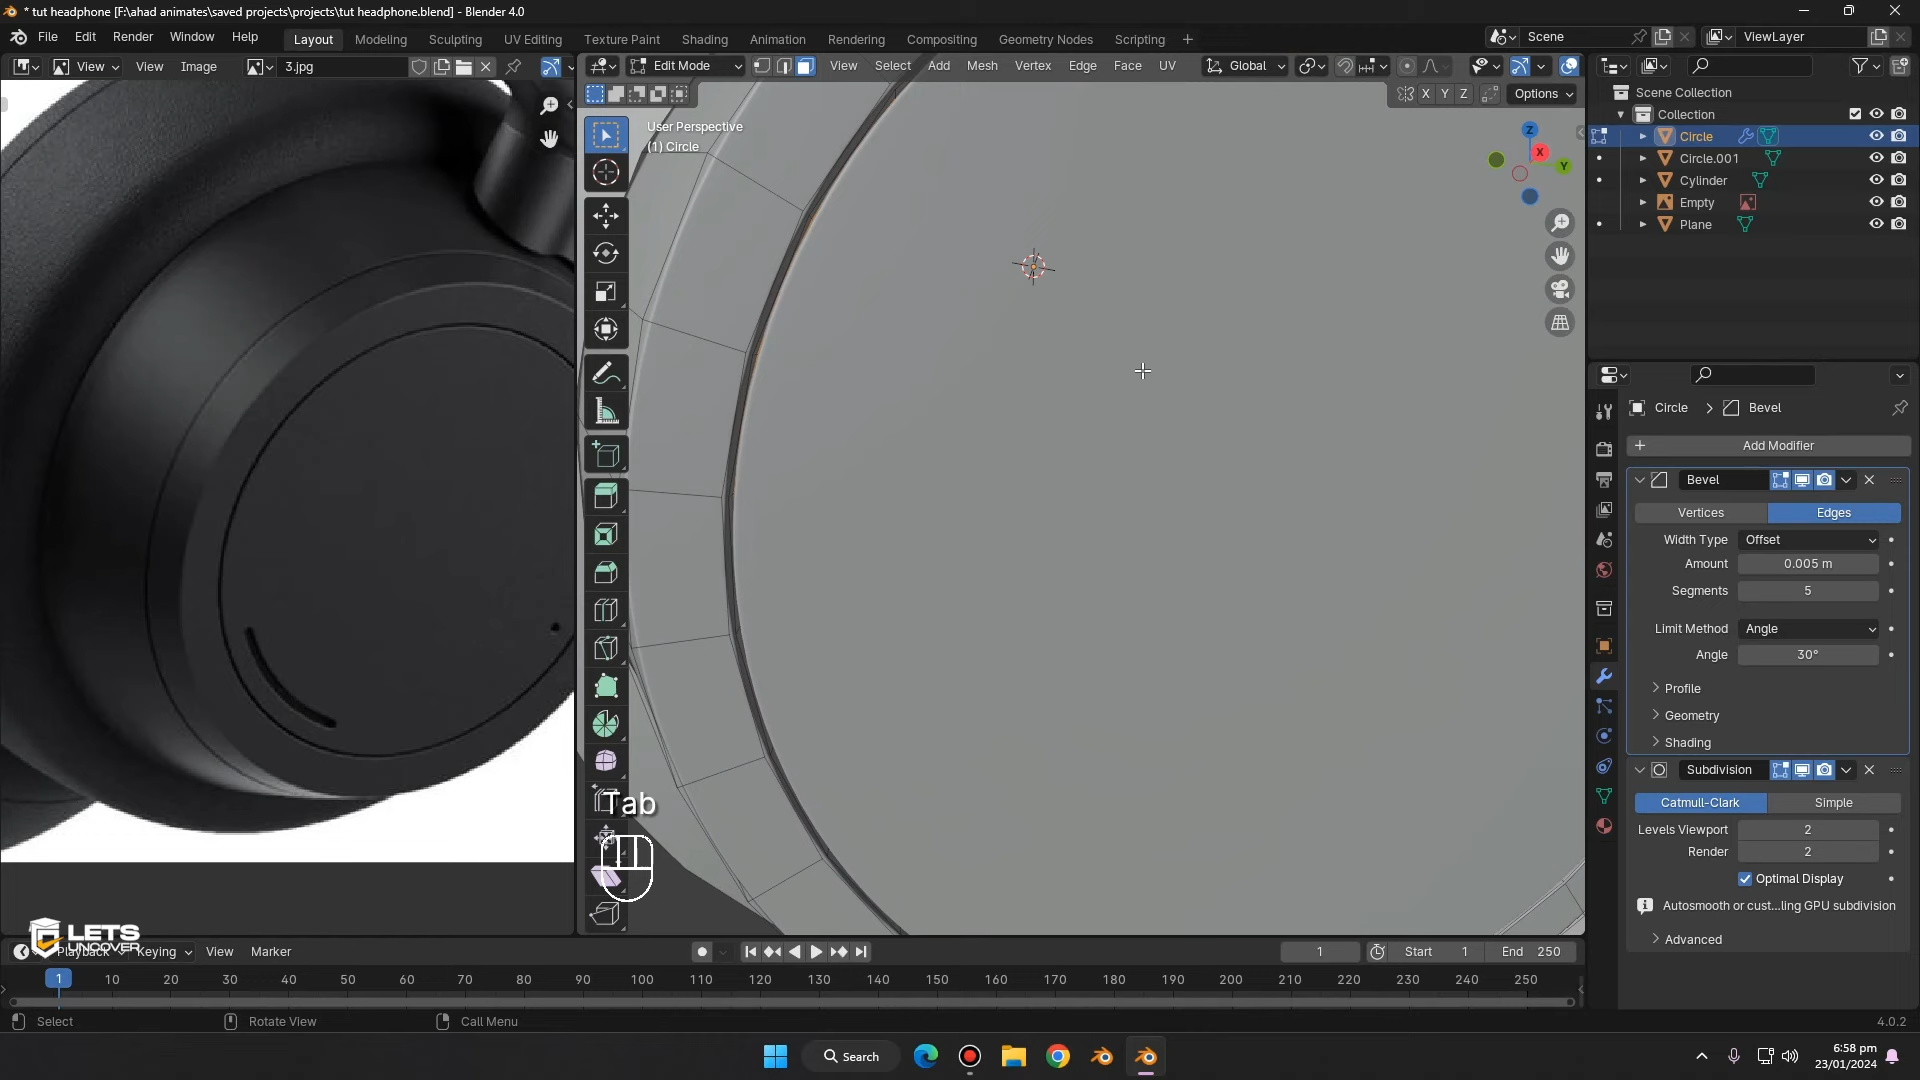 * tut headphone [F:\ahad animates\saved projects\projects\tut headphone.blend] - Blender 4.0
File Edit Render Window Help Layout Modeling Sculpting UV Editing Texture Paint Shading Animation Rendering Compositing Geometry Nodes Scripting + Scene ViewLayer
View View Image 3.jpg Edit Mode View Select Add Mesh Vertex Edge Face UV Global
X Y Z Options
User Perspective
(1) Circle
Z
X
Y
Scene Collection
Collection
Circle
Circle.001
Cylinder
Empty
Plane
Circle > Bevel
+ Add Modifier
Bevel
Vertices Edges
Width Type Offset
Amount 0.005 m
Segments 5
Limit Method Angle
Angle 30°
Profile
Geometry
Shading
Subdivision
Catmull-Clark Simple
Levels Viewport 2
Render 2
Optimal Display
Autosmooth or cust...ling GPU subdivision
Advanced
Tab
LETS
UNCOVER
Playback Keying View Marker 1 Start 1 End 250
1 10 20 30 40 50 60 70 80 90 100 110 120 130 140 150 160 170 180 190 200 210 220 230 240 250
Select Rotate View Call Menu 4.0.2
Search
6:58 pm
23/01/2024